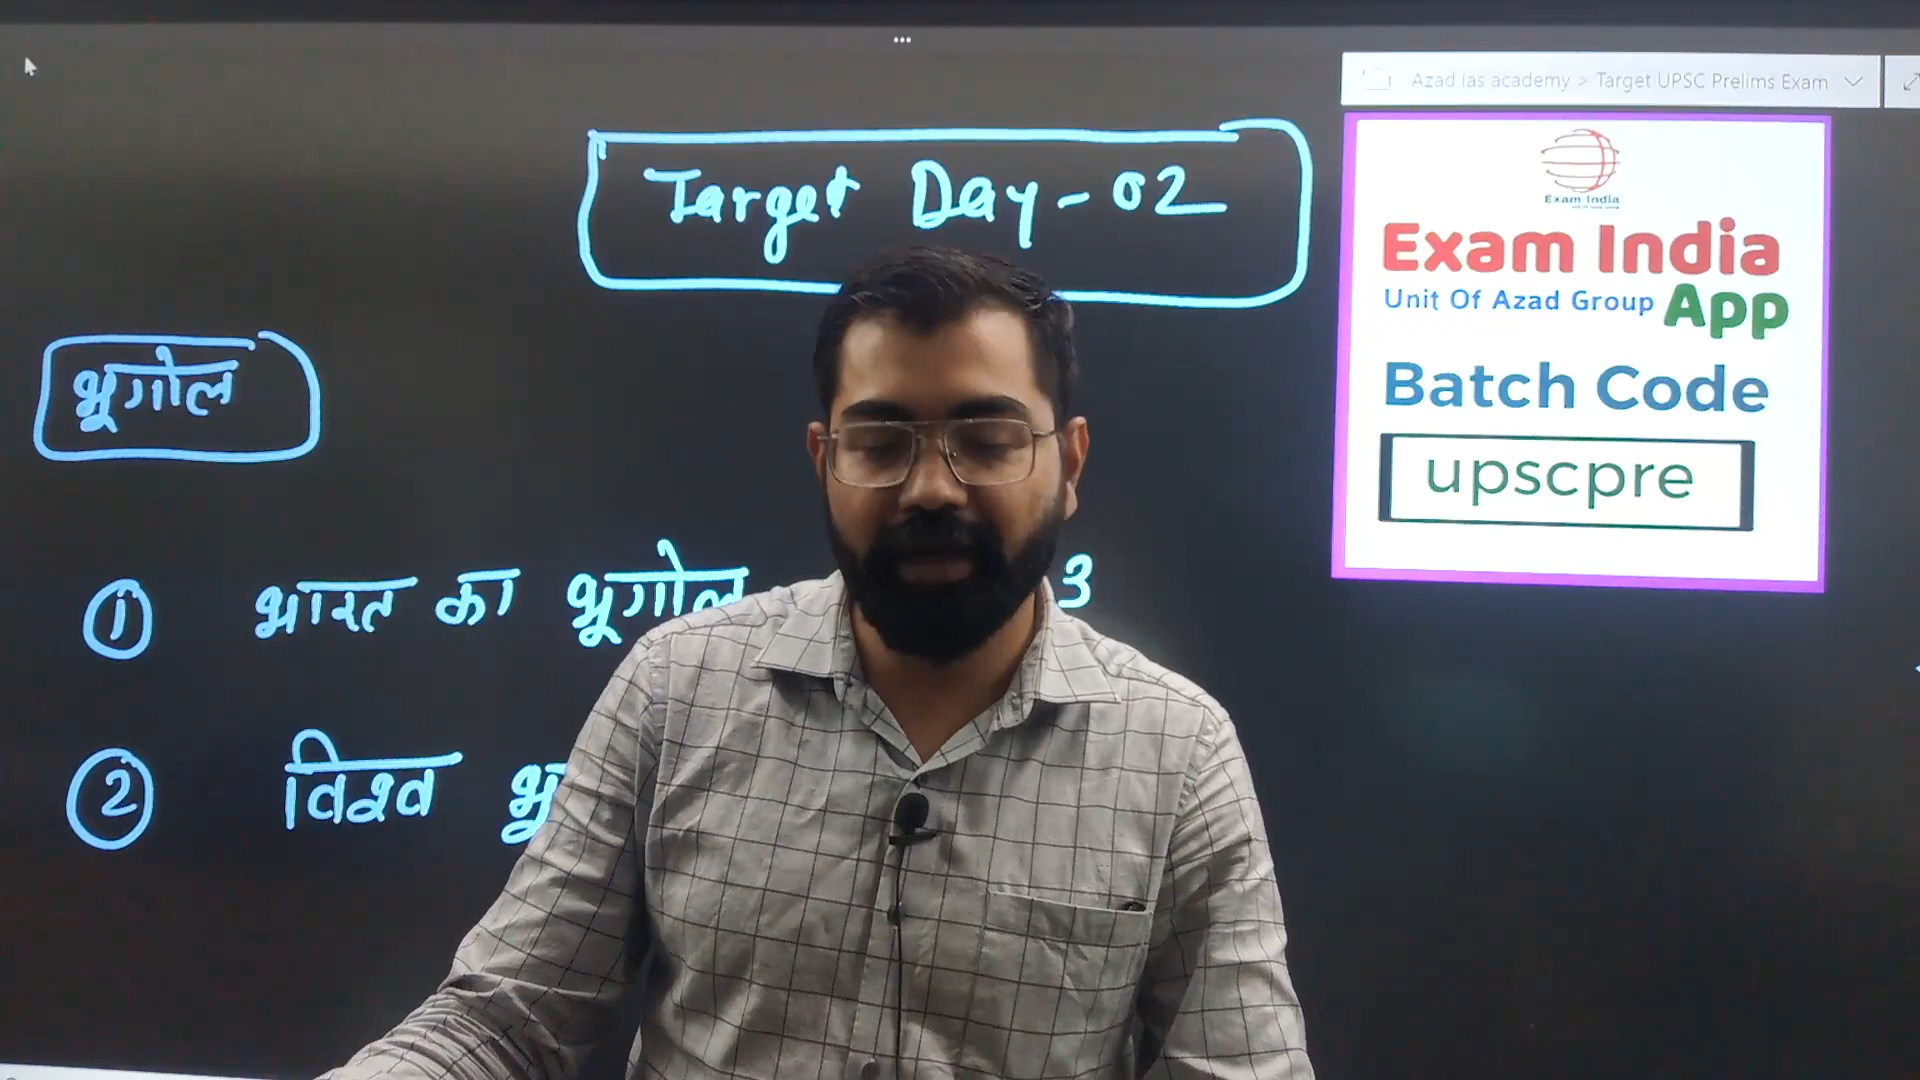 Azad ias academy > Target UPSC Prelims Exam
Target Day - 02
Exam India
Exam India
Unit Of Azad Group App
Batch Code
upscpre
भूगोल
① भारत का भूगोल 3
② विश्व